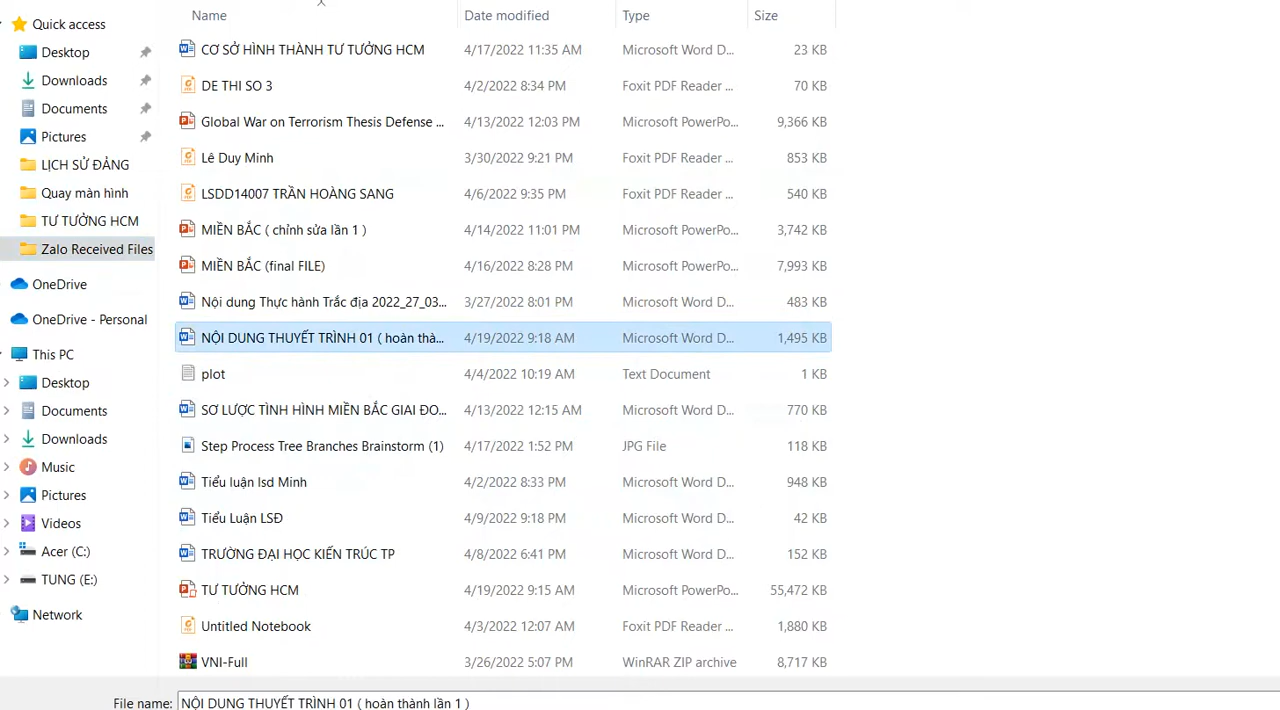 Quick access
Desktop
Downloads
Documents
Pictures
LỊCH SỬ ĐẢNG
Quay màn hình
TƯ TƯỞNG HCM
Zalo Received Files
OneDrive
OneDrive - Personal
This PC
Desktop
Documents
Downloads
Music
Pictures
Videos
Acer (C:)
TUNG (E:)
Network
Name Date modified Type Size
CƠ SỞ HÌNH THÀNH TƯ TƯỞNG HCM 4/17/2022 11:35 AM Microsoft Word D... 23 KB
DE THI SO 3 4/2/2022 8:34 PM Foxit PDF Reader ... 70 KB
Global War on Terrorism Thesis Defense ... 4/13/2022 12:03 PM Microsoft PowerPo... 9,366 KB
Lê Duy Minh 3/30/2022 9:21 PM Foxit PDF Reader ... 853 KB
LSDD14007 TRẦN HOÀNG SANG 4/6/2022 9:35 PM Foxit PDF Reader ... 540 KB
MIỀN BẮC ( chỉnh sửa lần 1 ) 4/14/2022 11:01 PM Microsoft PowerPo... 3,742 KB
MIỀN BẮC (final FILE) 4/16/2022 8:28 PM Microsoft PowerPo... 7,993 KB
Nội dung Thực hành Trắc địa 2022_27_03... 3/27/2022 8:01 PM Microsoft Word D... 483 KB
NỘI DUNG THUYẾT TRÌNH 01 ( hoàn thà... 4/19/2022 9:18 AM Microsoft Word D... 1,495 KB
plot 4/4/2022 10:19 AM Text Document 1 KB
SƠ LƯỢC TÌNH HÌNH MIỀN BẮC GIAI ĐO... 4/13/2022 12:15 AM Microsoft Word D... 770 KB
Step Process Tree Branches Brainstorm (1) 4/17/2022 1:52 PM JPG File 118 KB
Tiểu luận lsd Minh 4/2/2022 8:33 PM Microsoft Word D... 948 KB
Tiểu Luận LSĐ 4/9/2022 9:18 PM Microsoft Word D... 42 KB
TRƯỜNG ĐẠI HỌC KIẾN TRÚC TP 4/8/2022 6:41 PM Microsoft Word D... 152 KB
TƯ TƯỞNG HCM 4/19/2022 9:15 AM Microsoft PowerPo... 55,472 KB
Untitled Notebook 4/3/2022 12:07 AM Foxit PDF Reader ... 1,880 KB
VNI-Full 3/26/2022 5:07 PM WinRAR ZIP archive 8,717 KB
File name: NỘI DUNG THUYẾT TRÌNH 01 ( hoàn thành lần 1 )